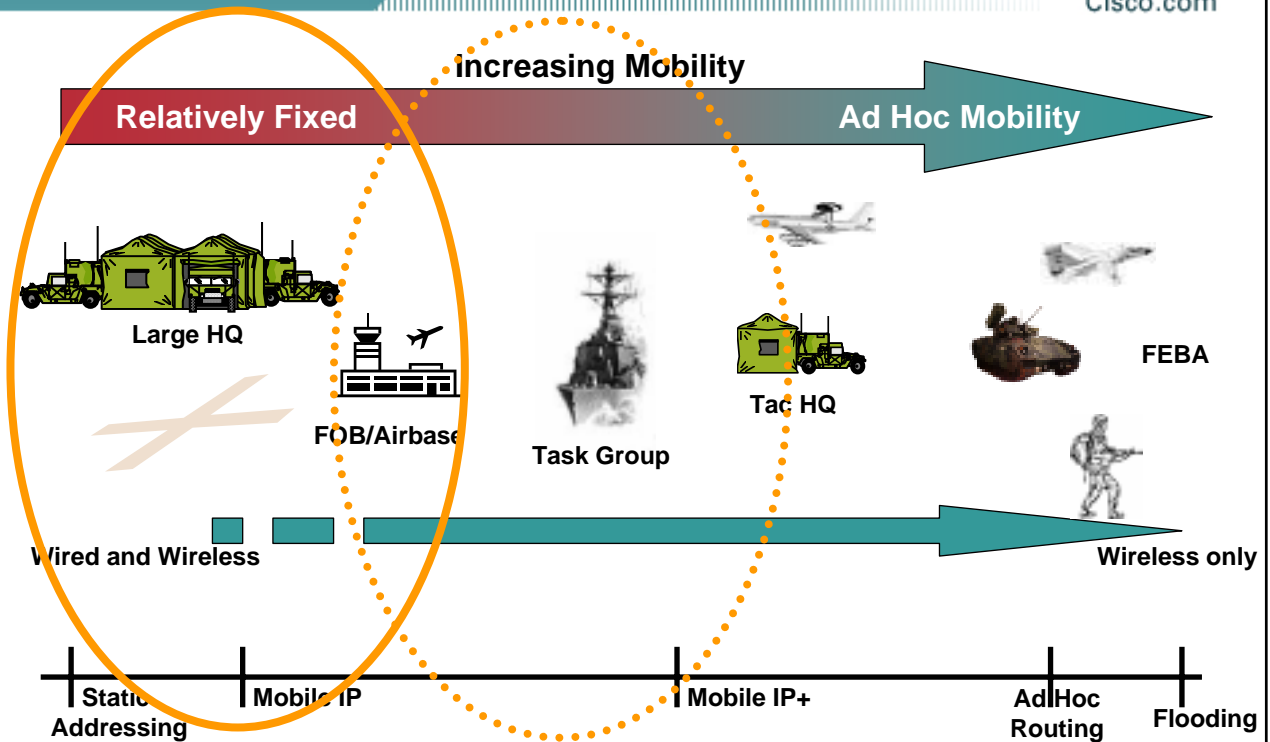 Cisco.com
Increasing Mobility
Relatively Fixed
Ad Hoc Mobility
Large HQ
FEBA
Tac HQ
FOB/Airbase
Task Group
Wired and Wireless
Wireless only
Static
Addressing
Mobile IP
Mobile IP+
Ad Hoc
Routing
Flooding